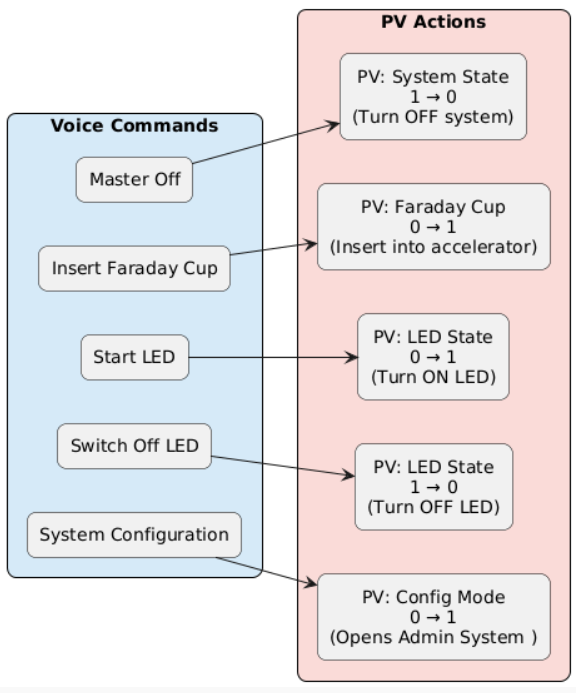 Voice Commands
Master Off
Insert Faraday Cup
Start LED
Switch Off LED
System Configuration
PV Actions
PV: System State
1 → 0
(Turn OFF system)
PV: Faraday Cup
0 → 1
(Insert into accelerator)
PV: LED State
0 → 1
(Turn ON LED)
PV: LED State
1 → 0
(Turn OFF LED)
PV: Config Mode
0 → 1
(Opens Admin System )